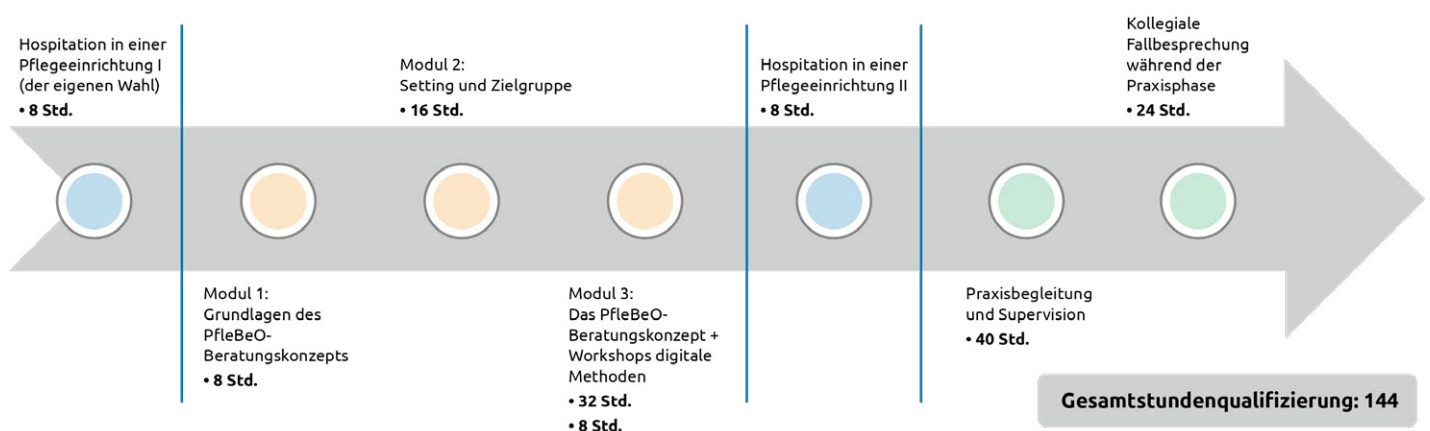 Hospitation in einer
Pflegeeinrichtung I
(der eigenen Wahl)
• 8 Std.
Modul 1:
Grundlagen des
PfleBeO-
Beratungskonzepts
• 8 Std.
Modul 2:
Setting und Zielgruppe
• 16 Std.
Modul 3:
Das PfleBeO-
Beratungskonzept +
Workshops digitale
Methoden
• 32 Std.
• 8 Std.
Hospitation in einer
Pflegeeinrichtung II
• 8 Std.
Praxisbegleitung
und Supervision
• 40 Std.
Kollegiale
Fallbesprechung
während der
Praxisphase
• 24 Std.
Gesamtstundenqualifizierung: 144